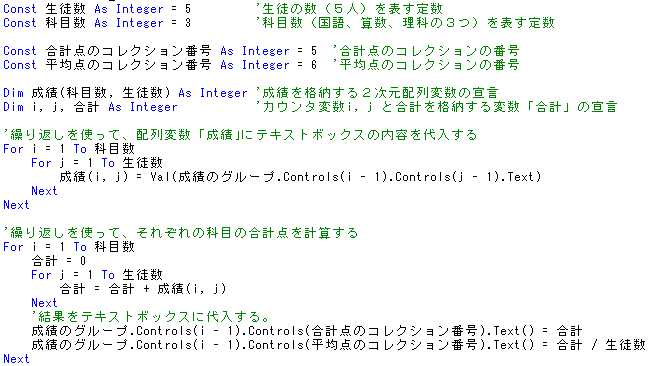 Const 生徒数 As Integer = 5 '生徒の数（５人）を表す定数
Const 科目数 As Integer = 3 '科目数（国語、算数、理科の３つ）を表す定数
Const 合計点のコレクション番号 As Integer = 5 '合計点のコレクションの番号
Const 平均点のコレクション番号 As Integer = 6 '平均点のコレクションの番号
Dim 成績(科目数, 生徒数) As Integer '成績を格納する２次元配列変数の宣言
Dim i, j, 合計 As Integer 'カウンタ変数i, j と合計を格納する変数「合計」の宣言
'繰り返しを使って、配列変数「成績」にテキストボックスの内容を代入する
For i = 1 To 科目数
For j = 1 To 生徒数
成績(i, j) = Val(成績のグループ.Controls(i - 1).Controls(j - 1).Text)
Next
Next
'繰り返しを使って、それぞれの科目の合計点を計算する
For i = 1 To 科目数
合計 = 0
For j = 1 To 生徒数
合計 = 合計 + 成績(i, j)
Next
'結果をテキストボックスに代入する。
成績のグループ.Controls(i - 1).Controls(合計点のコレクション番号).Text() = 合計
成績のグループ.Controls(i - 1).Controls(平均点のコレクション番号).Text() = 合計 / 生徒数
Next